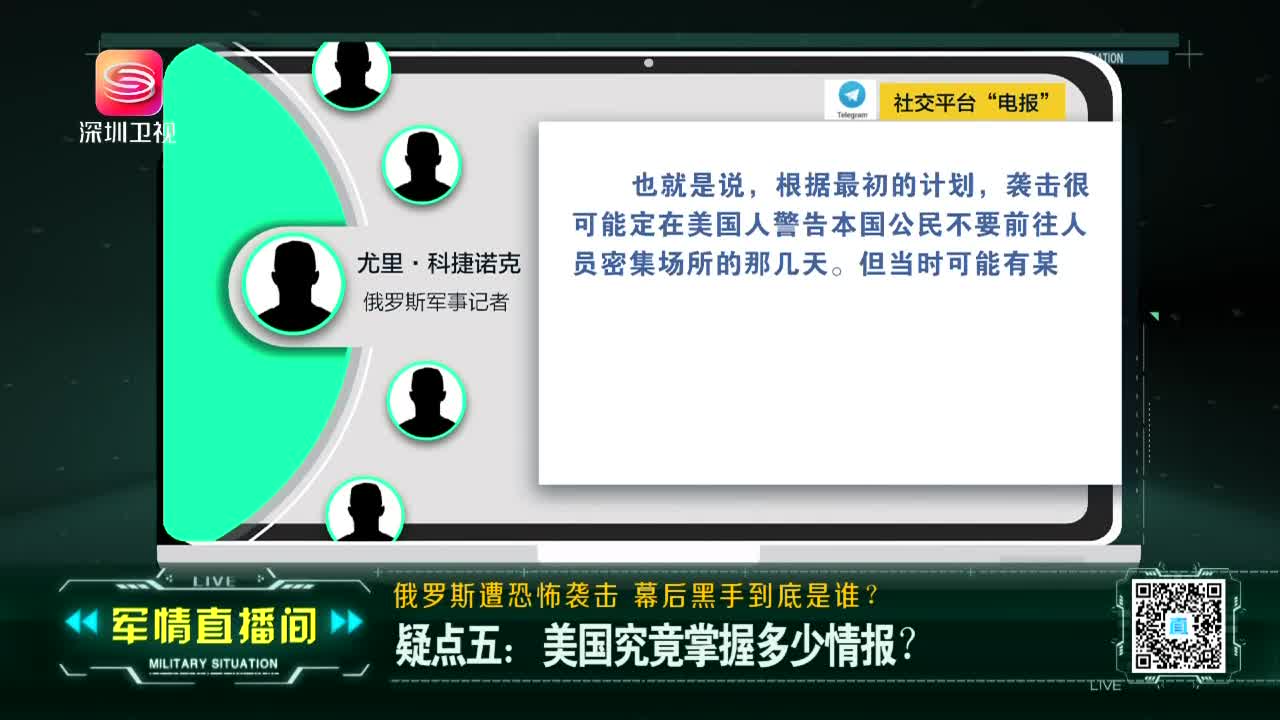 深圳卫视
ATION
Telegram
社交平台“电报”
也就是说，根据最初的计划，袭击很
可能定在美国人警告本国公民不要前往人
员密集场所的那几天。但当时可能有某
尤里·科捷诺克
俄罗斯军事记者
LIVE
军情直播间
MILITARY SITUATION
俄罗斯遭恐怖袭击 幕后黑手到底是谁？
疑点五：美国究竟掌握多少情报？
直
LIVE